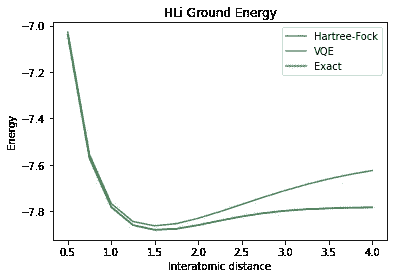 HLi Ground Energy
Hartree-Fock
VQE
Exact
Energy
−7.0
−7.2
−7.4
−7.6
−7.8
0.5 1.0 1.5 2.0 2.5 3.0 3.5 4.0
Interatomic distance